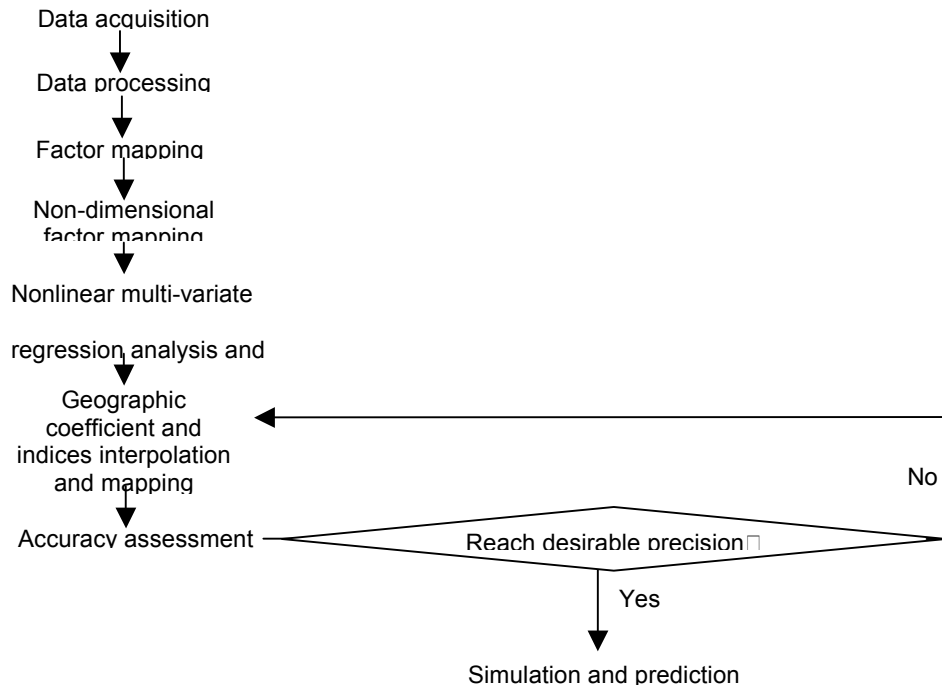 Data acquisition
Data processing
Factor mapping
Non-dimensional
factor mapping
Nonlinear multi-variate
regression analysis and
Geographic
coefficient and
indices interpolation
and mapping
No
Accuracy assessment
Reach desirable precision
Yes
Simulation and prediction